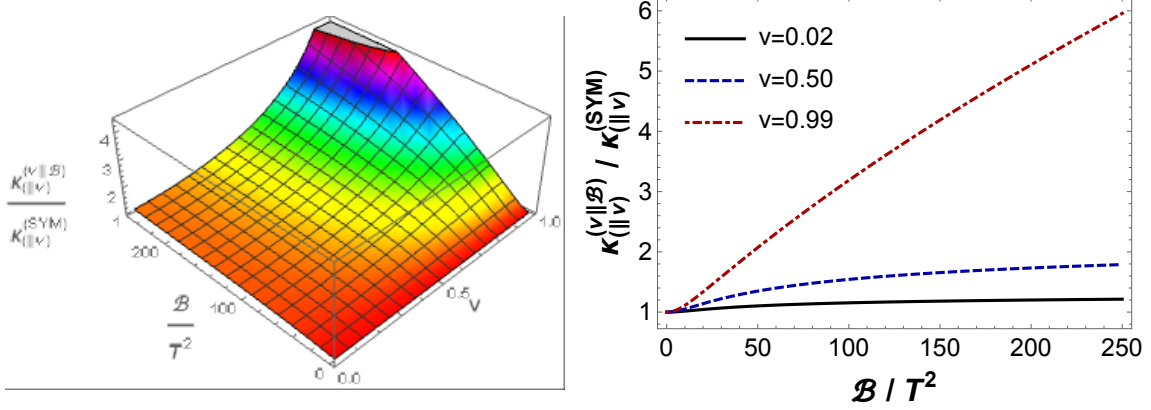 4
3
2
1
κ(∥v)^(v∥ℬ) / κ(∥v)^(SYM)
200
100
0
ℬ / T²
0.0
0.5
1.0
v
6
5
4
3
2
1
κ(∥v)^(v∥ℬ) / κ(∥v)^(SYM)
v=0.02
v=0.50
v=0.99
0 50 100 150 200 250
ℬ / T²